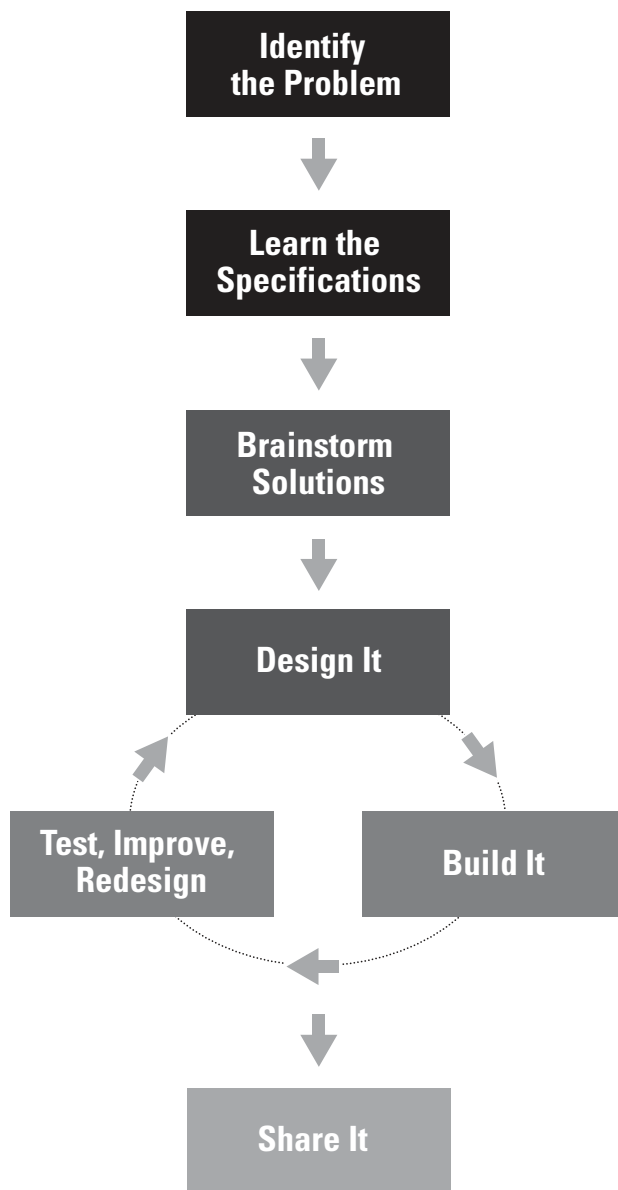 Identify
the Problem
Learn the
Specifications
Brainstorm
Solutions
Design It
Test, Improve,
Redesign
Build It
Share It